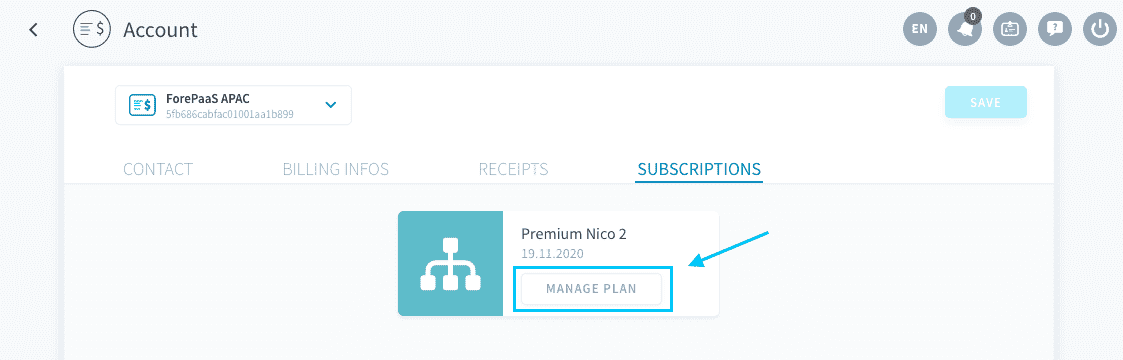 Account
EN
0
ForePaaS APAC
5fb686cabfac01001aa1b899
SAVE
CONTACT
BILLING INFOS
RECEIPTS
SUBSCRIPTIONS
Premium Nico 2
19.11.2020
MANAGE PLAN